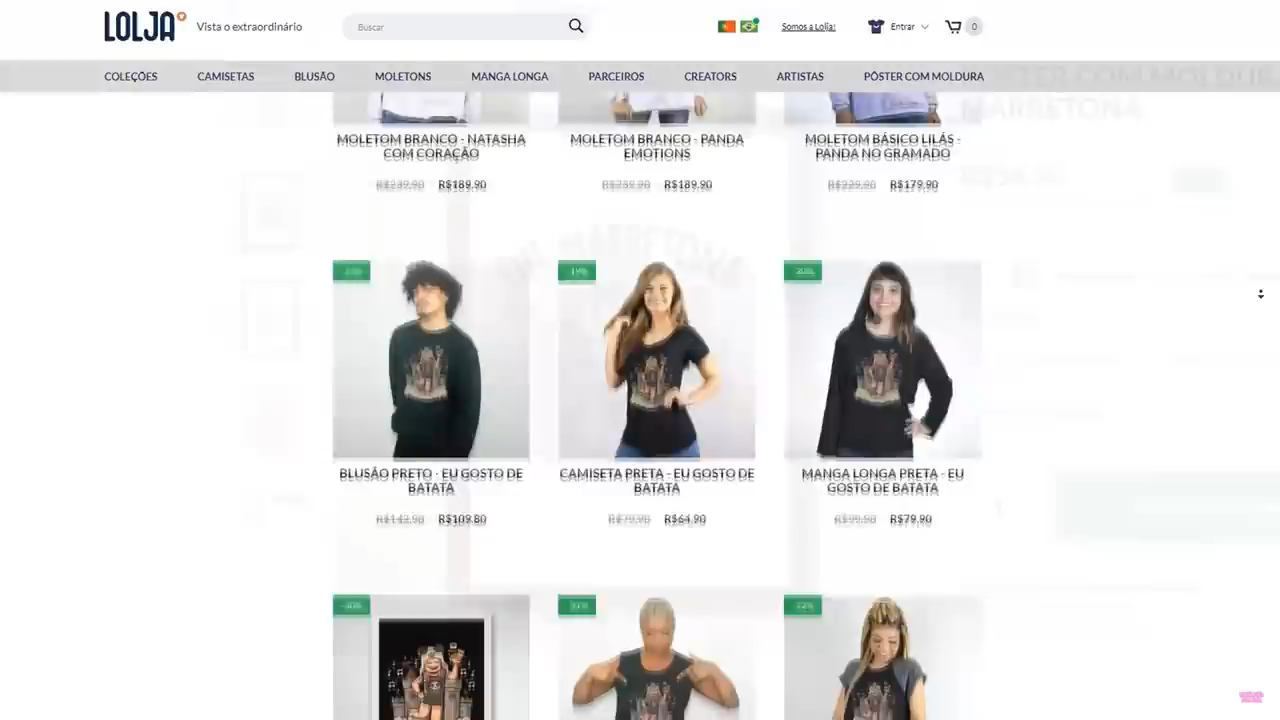 LOLJA
Vista o extraordinário
Buscar
Somos a Lolja!
Entrar
0
COLEÇÕES
CAMISETAS
BLUSÃO
MOLETONS
MANGA LONGA
PARCEIROS
CREATORS
ARTISTAS
PÔSTER COM MOLDURA
MARRETONA
MOLETOM BRANCO - NATASHA
COM CORAÇÃO
R$239,90 R$189,90
MOLETOM BRANCO - PANDA
EMOTIONS
R$239,90 R$189,90
MOLETOM BÁSICO LILÁS -
PANDA NO GRAMADO
R$229,90 R$179,90
MARRETONA
-19%
BLUSÃO PRETO - EU GOSTO DE
BATATA
R$142,90 R$109,80
CAMISETA PRETA - EU GOSTO DE
BATATA
R$79,90 R$64,90
MANGA LONGA PRETA - EU
GOSTO DE BATATA
R$99,90 R$79,90